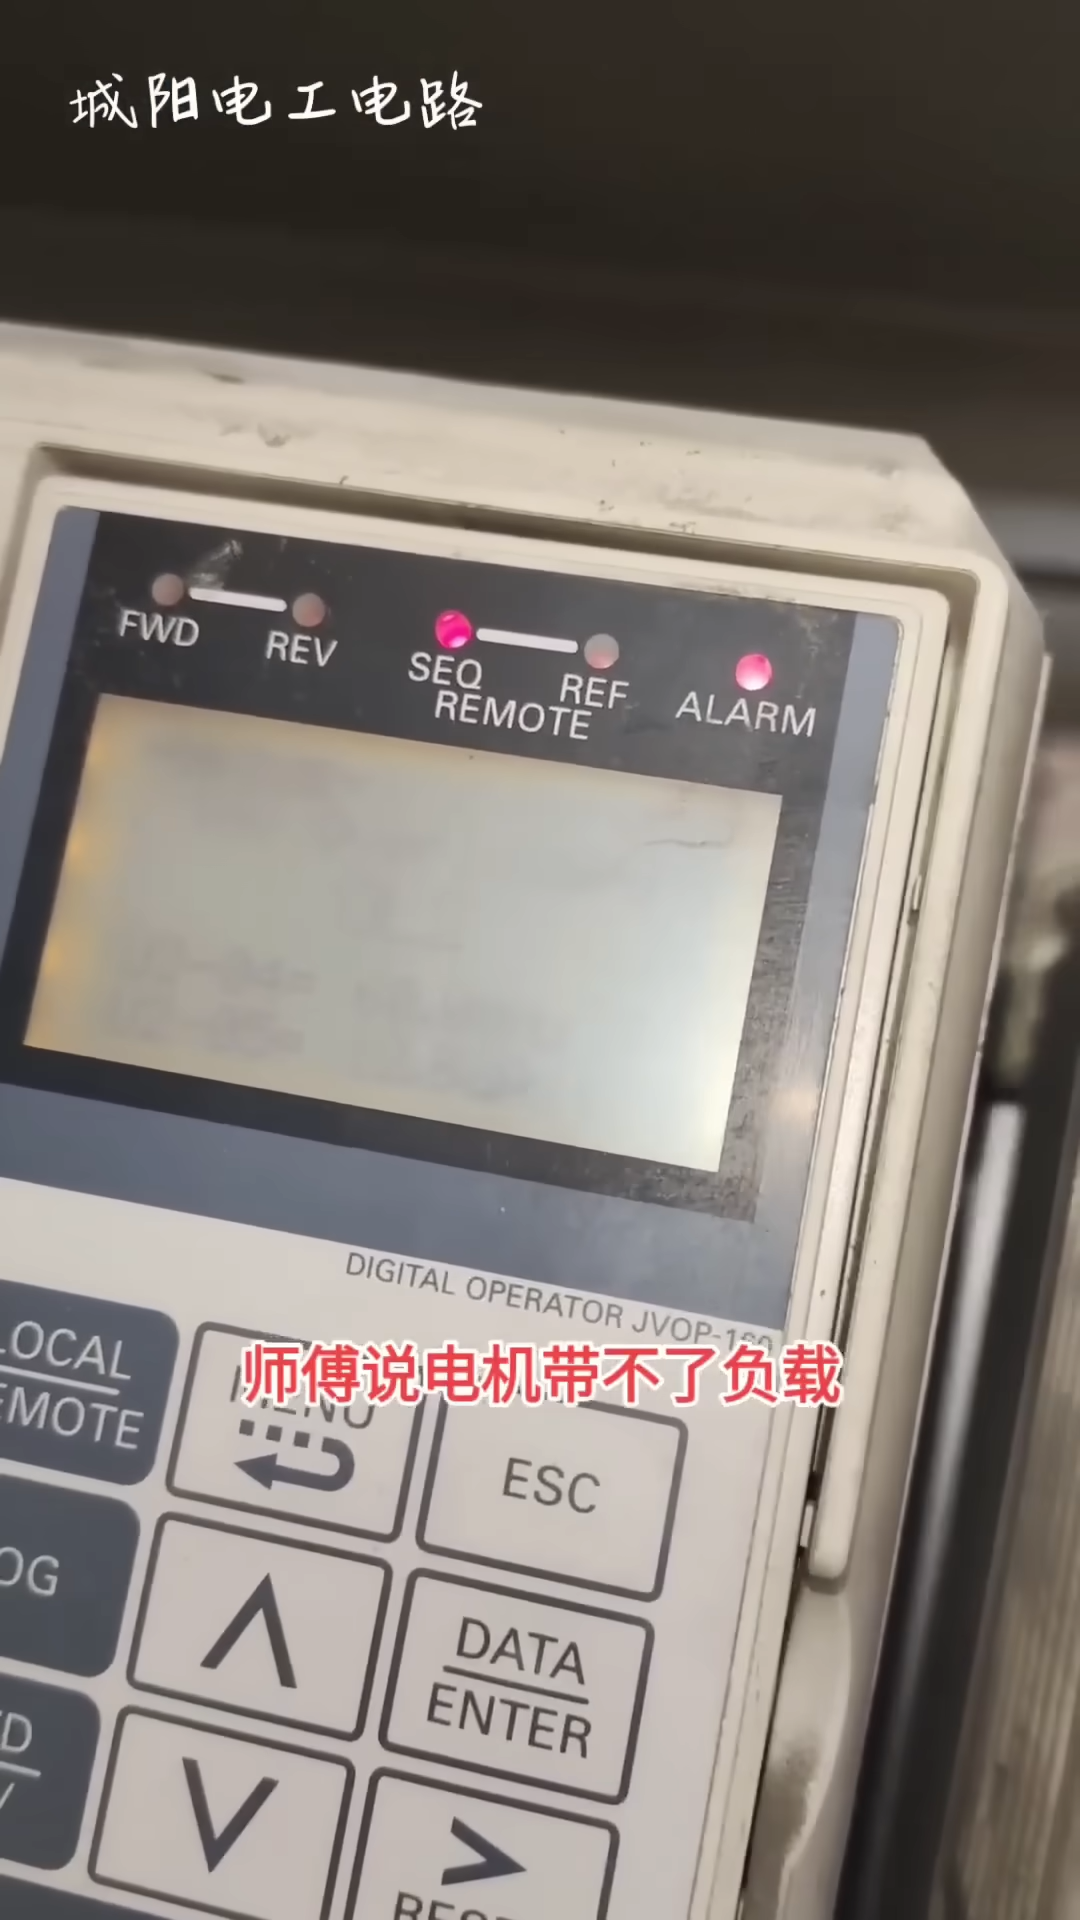 城阳电工电路
FWD
REV
SEQ
REF
REMOTE
ALARM
DIGITAL OPERATOR JVOP-160
师傅说电机带不了负载
LOCAL
REMOTE
MENU
ESC
OG
DATA
ENTER